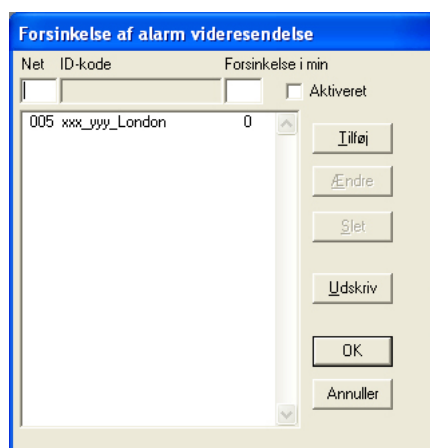 Forsinkelse af alarm videresendelse
Net ID-kode Forsinkelse i min
Aktiveret
005 xxx_yyy_London 0
Tilføj
Ændre
Slet
Udskriv
OK
Annuller